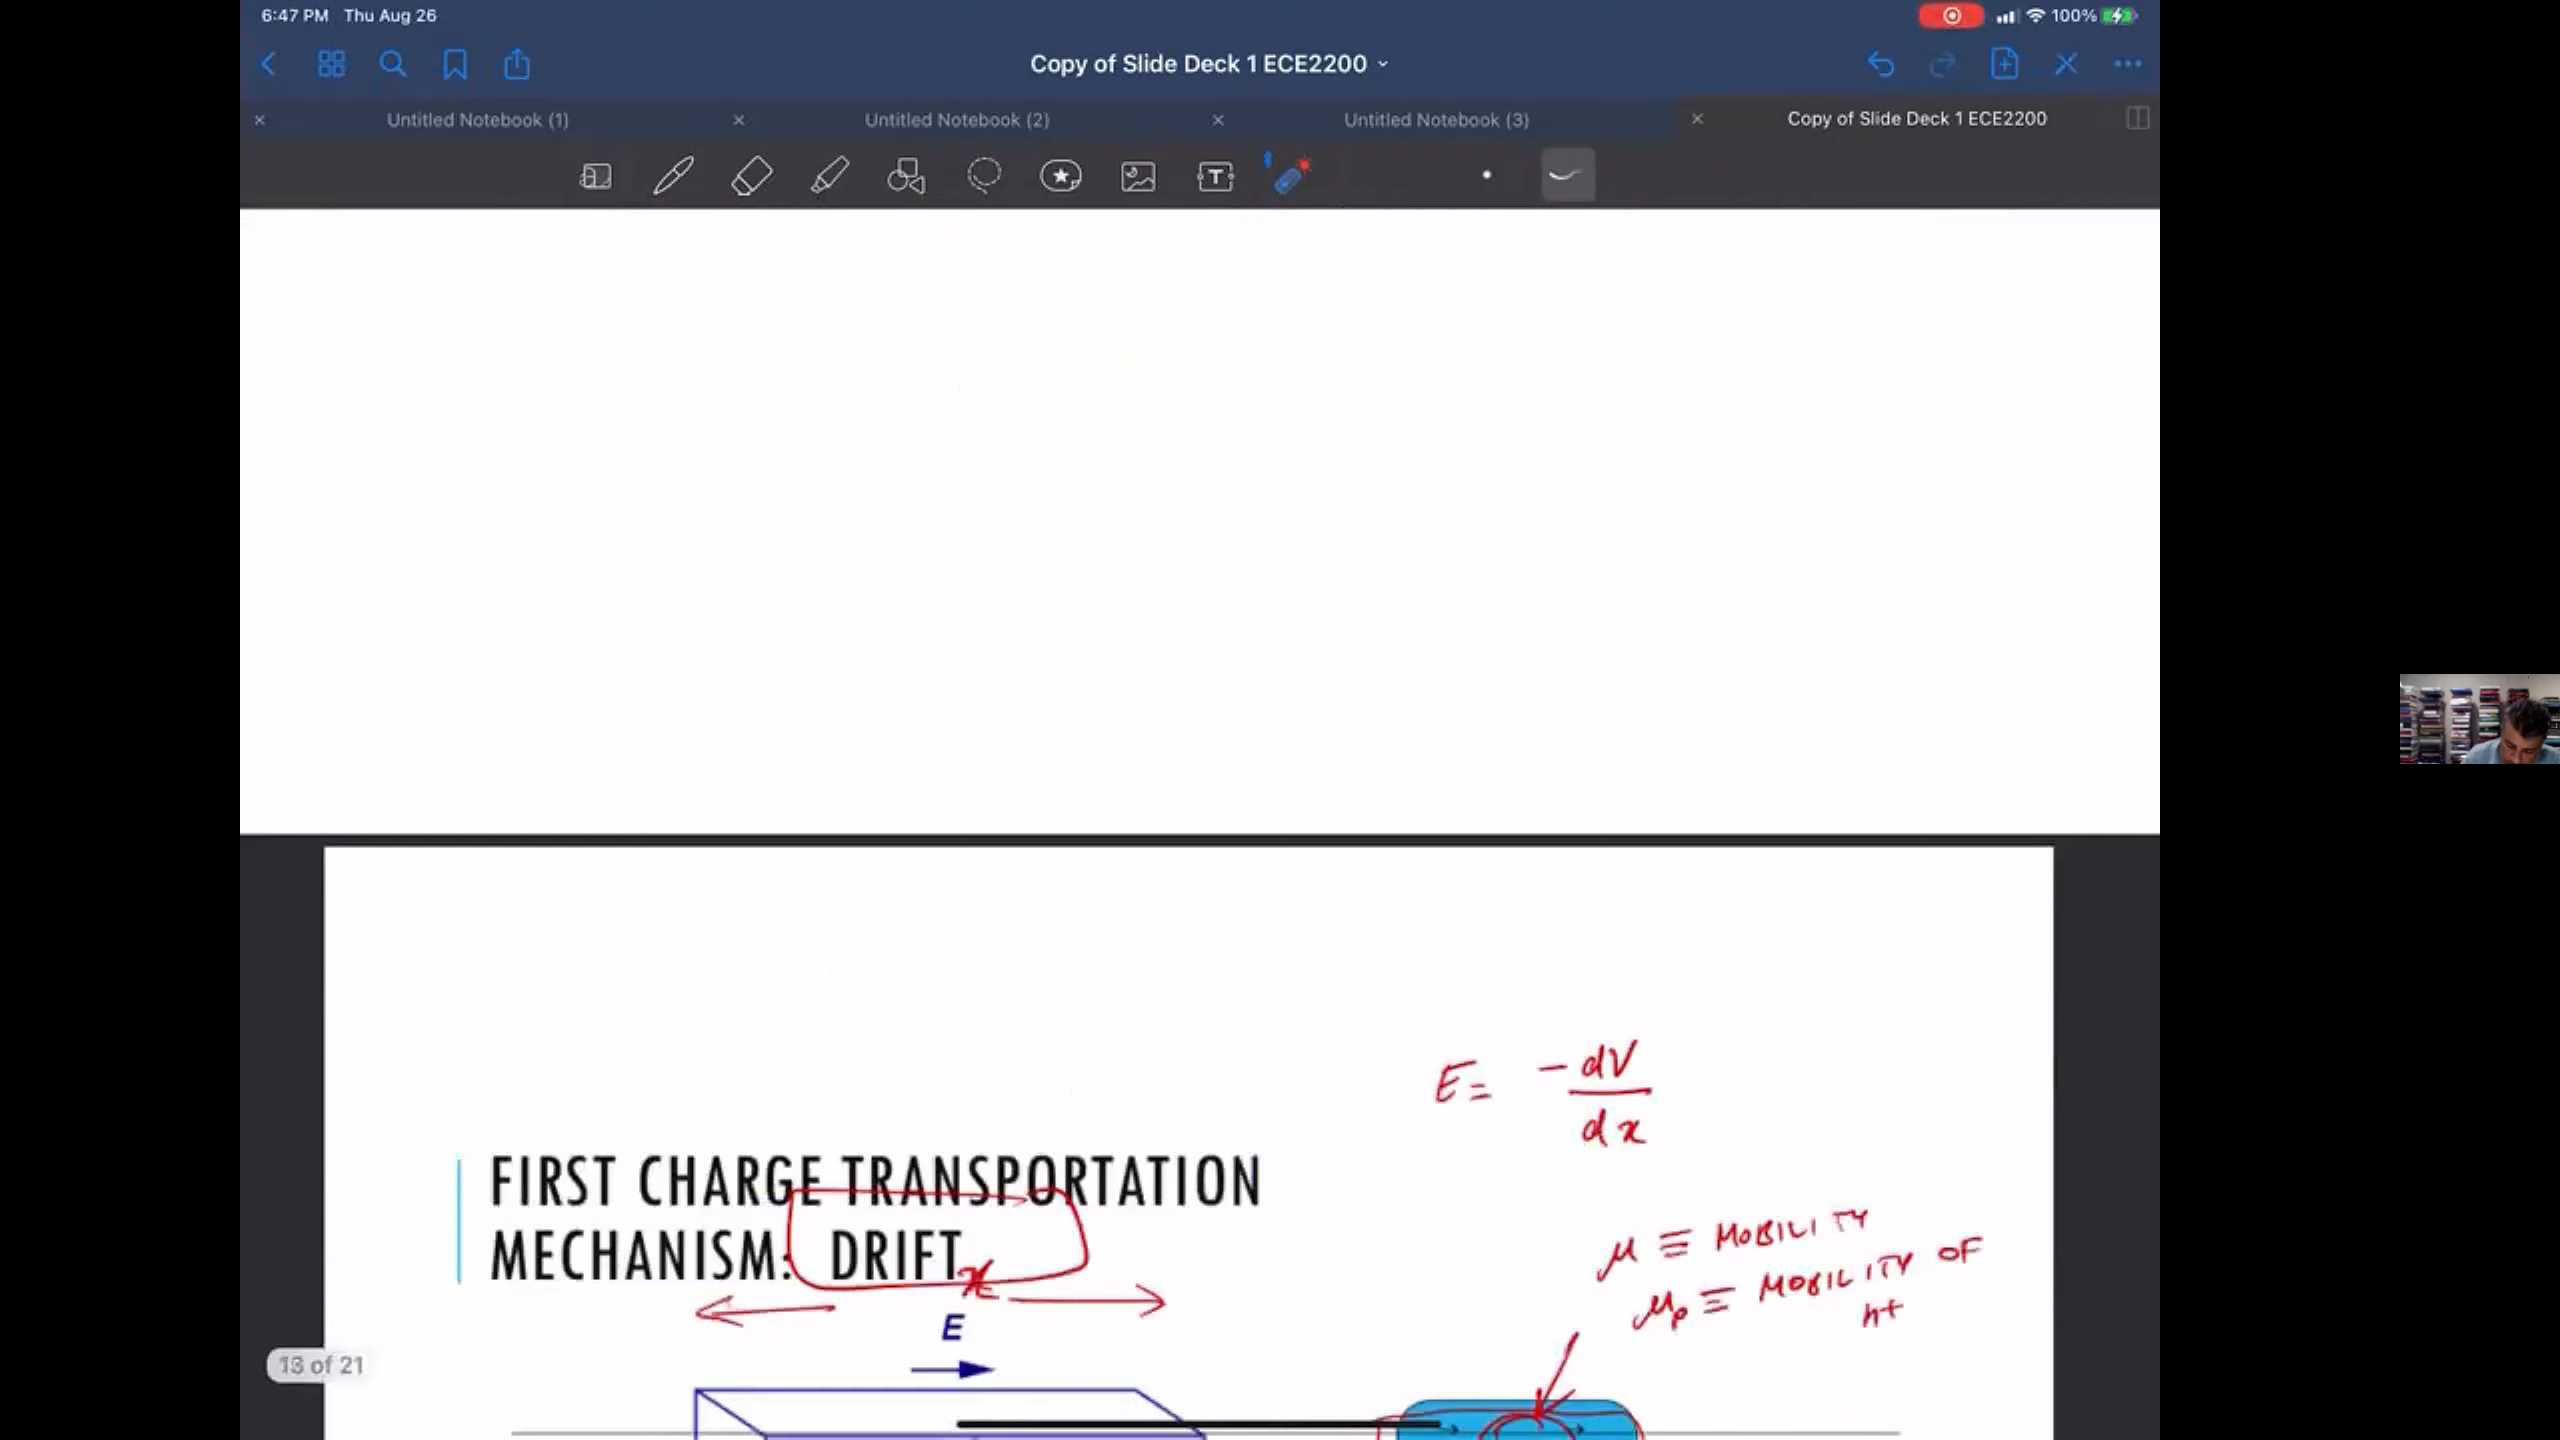 6:47 PM Thu Aug 26
100%
Copy of Slide Deck 1 ECE2200
Untitled Notebook (1)
Untitled Notebook (2)
Untitled Notebook (3)
Copy of Slide Deck 1 ECE2200
T
E = -dV
dx
FIRST CHARGE TRANSPORTATION
MECHANISM: DRIFT
x
μ ≡ MOBILITY
μp ≡ MOBILITY OF
h+
E
13 of 21